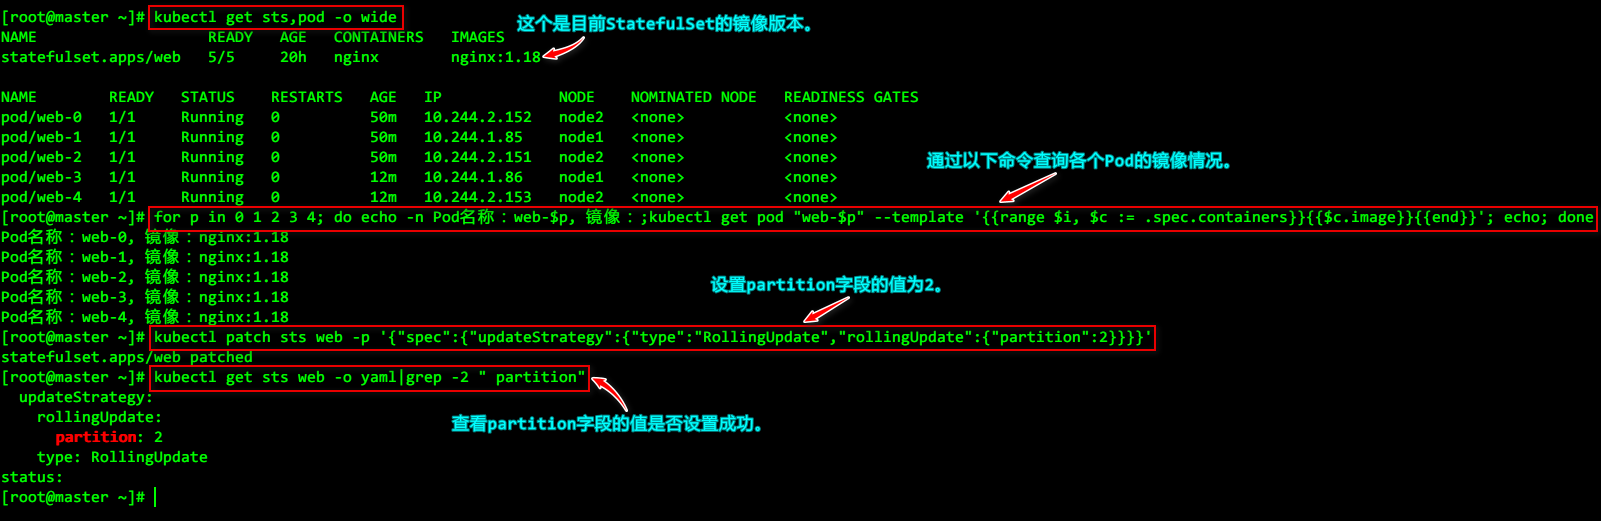 [root@master ~]# kubectl get sts,pod -o wide
这个是目前StatefulSet的镜像版本。
NAME                   READY   AGE   CONTAINERS   IMAGES
statefulset.apps/web   5/5     20h   nginx        nginx:1.18
NAME        READY   STATUS    RESTARTS   AGE   IP             NODE    NOMINATED NODE   READINESS GATES
pod/web-0   1/1     Running   0          50m   10.244.2.152   node2   <none>           <none>
pod/web-1   1/1     Running   0          50m   10.244.1.85    node1   <none>           <none>
pod/web-2   1/1     Running   0          50m   10.244.2.151   node2   <none>           <none>
通过以下命令查询各个Pod的镜像情况。
pod/web-3   1/1     Running   0          12m   10.244.1.86    node1   <none>           <none>
pod/web-4   1/1     Running   0          12m   10.244.2.153   node2   <none>           <none>
[root@master ~]# for p in 0 1 2 3 4; do echo -n Pod名称：web-$p, 镜像：;kubectl get pod "web-$p" --template '{{range $i, $c := .spec.containers}}{{$c.image}}{{end}}'; echo; done
Pod名称：web-0, 镜像：nginx:1.18
Pod名称：web-1, 镜像：nginx:1.18
Pod名称：web-2, 镜像：nginx:1.18
设置partition字段的值为2。
Pod名称：web-3, 镜像：nginx:1.18
Pod名称：web-4, 镜像：nginx:1.18
[root@master ~]# kubectl patch sts web -p '{"spec":{"updateStrategy":{"type":"RollingUpdate","rollingUpdate":{"partition":2}}}}'
statefulset.apps/web patched
[root@master ~]# kubectl get sts web -o yaml|grep -2 " partition"
  updateStrategy:
    rollingUpdate:
查看partition字段的值是否设置成功。
      partition: 2
    type: RollingUpdate
status:
[root@master ~]#